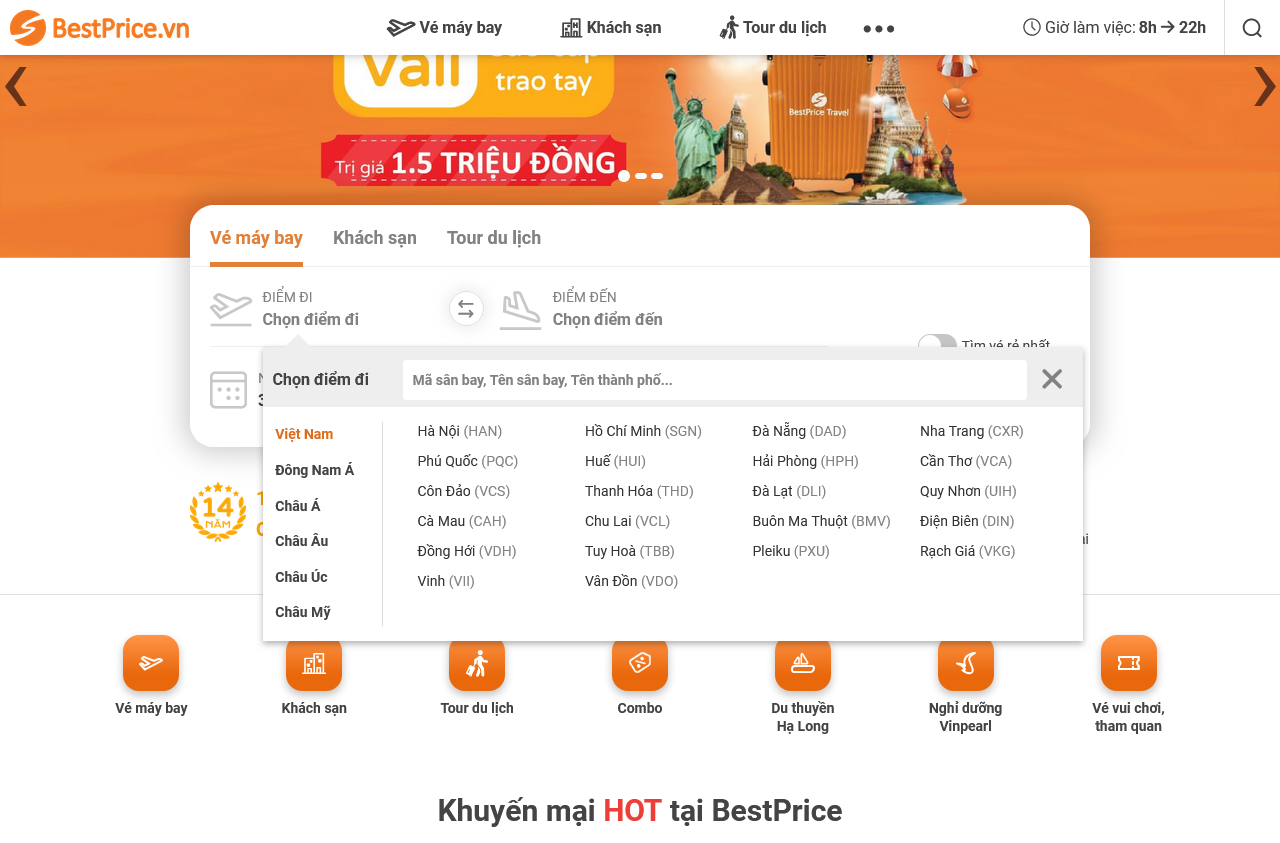 BestPrice.vn
Vé máy bay
Khách sạn
Tour du lịch
Giờ làm việc: 8h → 22h
vali
trao tay
BestPrice Travel
Trị giá 1.5 TRIỆU ĐỒNG
Vé máy bay
Khách sạn
Tour du lịch
ĐIỂM ĐI
Chọn điểm đi
ĐIỂM ĐẾN
Chọn điểm đến
Tìm vé rẻ nhất
Chọn điểm đi
Mã sân bay, Tên sân bay, Tên thành phố...
Việt Nam
Đông Nam Á
Châu Á
Châu Âu
Châu Úc
Châu Mỹ
Hà Nội (HAN)
Hồ Chí Minh (SGN)
Đà Nẵng (DAD)
Nha Trang (CXR)
Phú Quốc (PQC)
Huế (HUI)
Hải Phòng (HPH)
Cần Thơ (VCA)
Côn Đảo (VCS)
Thanh Hóa (THD)
Đà Lạt (DLI)
Quy Nhơn (UIH)
Cà Mau (CAH)
Chu Lai (VCL)
Buôn Ma Thuột (BMV)
Điện Biên (DIN)
Đồng Hới (VDH)
Tuy Hoà (TBB)
Pleiku (PXU)
Rạch Giá (VKG)
Vinh (VII)
Vân Đồn (VDO)
14
NĂM
Vé máy bay
Khách sạn
Tour du lịch
Combo
Du thuyền
Hạ Long
Nghỉ dưỡng
Vinpearl
Vé vui chơi,
tham quan
Khuyến mại HOT tại BestPrice